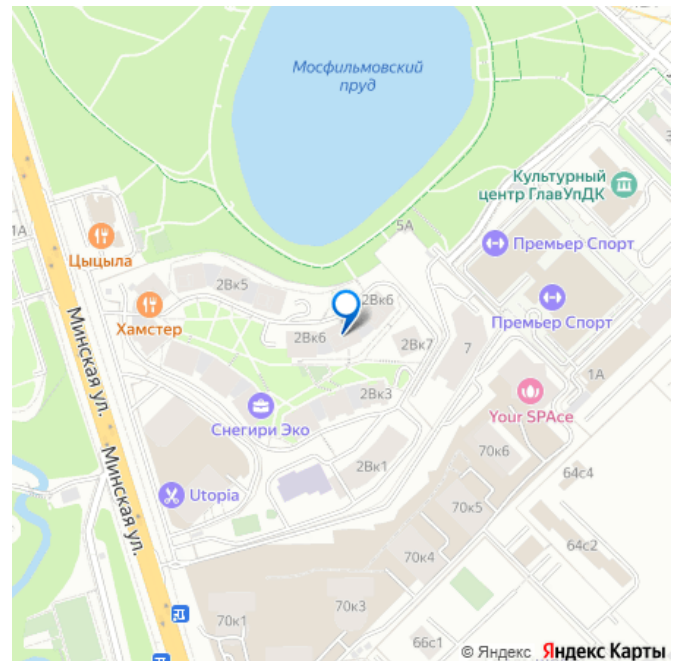 Мосфильмовский
пруд
Культурный
центр ГлавУпДК
5А
1А
Премьер Спорт
Цыцыла
2Вк5
2Вк6
Премьер Спорт
Хамстер
2Вк6
2Вк7
7
1А
Минская ул.
Your SPAce
2Вк3
Снегири Эко
70к6
64с4
2Вк1
Utopia
70к5
Минская ул.
64с2
70к4
70к3
70к1
66с1
© Яндекс Яндекс Карты